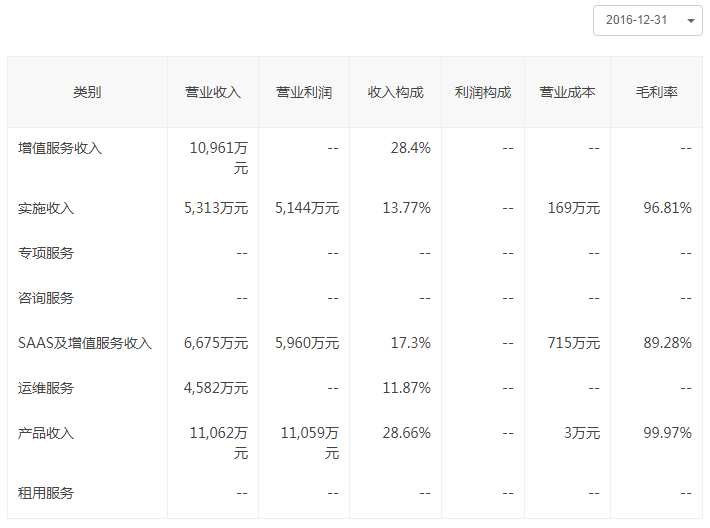 2016-12-31
类别 营业收入 营业利润 收入构成 利润构成 营业成本 毛利率
增值服务收入 10,961万元 -- 28.4% -- -- --
实施收入 5,313万元 5,144万元 13.77% -- 169万元 96.81%
专项服务 -- -- -- -- -- --
咨询服务 -- -- -- -- -- --
SAAS及增值服务收入 6,675万元 5,960万元 17.3% -- 715万元 89.28%
运维服务 4,582万元 -- 11.87% -- -- --
产品收入 11,062万元 11,059万元 28.66% -- 3万元 99.97%
租用服务 -- -- -- -- -- --